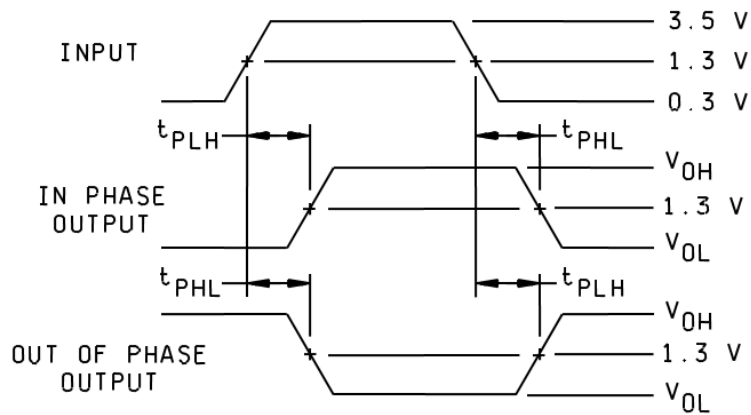 3.5 V
INPUT
1.3 V
0.3 V
tPLH
tPHL
VOH
IN PHASE
OUTPUT
1.3 V
VOL
tPHL
tPLH
VOH
OUT OF PHASE
OUTPUT
1.3 V
VOL